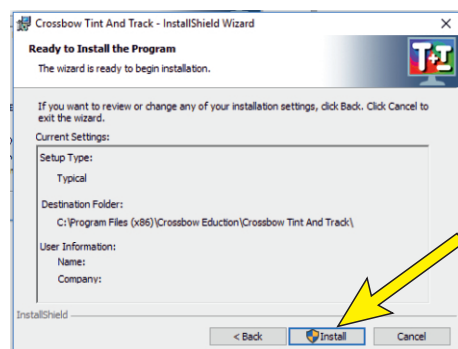 Crossbow Tint And Track - InstallShield Wizard
Ready to Install the Program
The wizard is ready to begin installation.
T+I
If you want to review or change any of your installation settings, click Back. Click Cancel to
exit the wizard.
Current Settings:
Setup Type:
Typical
Destination Folder:
C:\Program Files (x86)\Crossbow Eduction\Crossbow Tint And Track\
User Information:
Name:
Company:
InstallShield
< Back
Install
Cancel